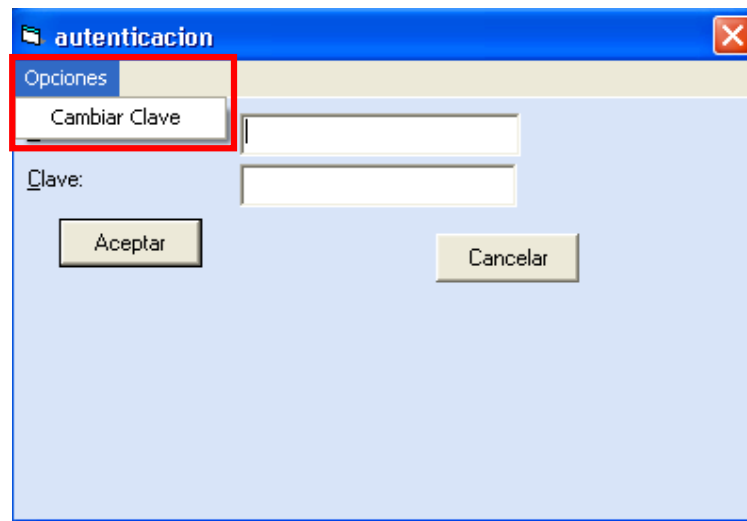 autenticacion
Opciones
Cambiar Clave
Clave:
Aceptar
Cancelar